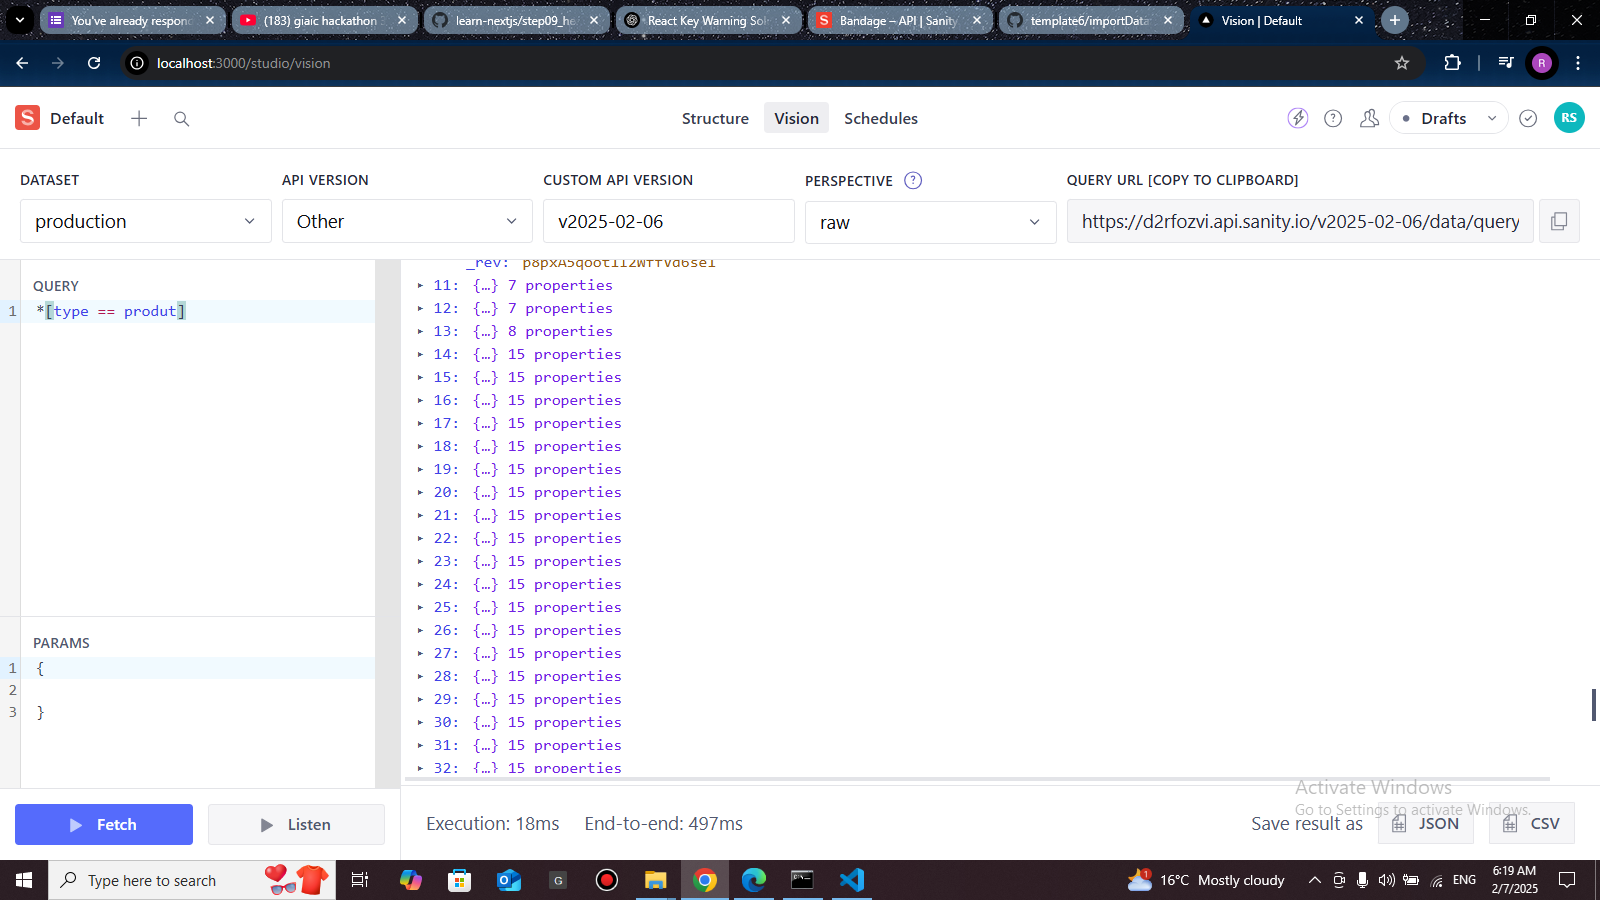 You've already respon
(183) giaic hackathon 3
learn-nextjs/step09_he
React Key Warning Sol
Bandage – API | Sanity
template6/importData
Vision | Default
localhost:3000/studio/vision
R
S Default
Structure
Vision
Schedules
Drafts
RS
DATASET
API VERSION
CUSTOM API VERSION
PERSPECTIVE
QUERY URL [COPY TO CLIPBOARD]
production
Other
v2025-02-06
raw
https://d2rfozvi.api.sanity.io/v2025-02-06/data/query
QUERY
1 *[type == produt]
PARAMS
1 {
2
3 }
_rev: p8pxA5qoot1I2WffVd6seI
11: {…} 7 properties
12: {…} 7 properties
13: {…} 8 properties
14: {…} 15 properties
15: {…} 15 properties
16: {…} 15 properties
17: {…} 15 properties
18: {…} 15 properties
19: {…} 15 properties
20: {…} 15 properties
21: {…} 15 properties
22: {…} 15 properties
23: {…} 15 properties
24: {…} 15 properties
25: {…} 15 properties
26: {…} 15 properties
27: {…} 15 properties
28: {…} 15 properties
29: {…} 15 properties
30: {…} 15 properties
31: {…} 15 properties
32: {…} 15 properties
Fetch
Listen
Execution: 18ms
End-to-end: 497ms
Save result as
JSON
CSV
Activate Windows
Go to Settings to activate Windows.
Type here to search
16°C Mostly cloudy
ENG
6:19 AM
2/7/2025